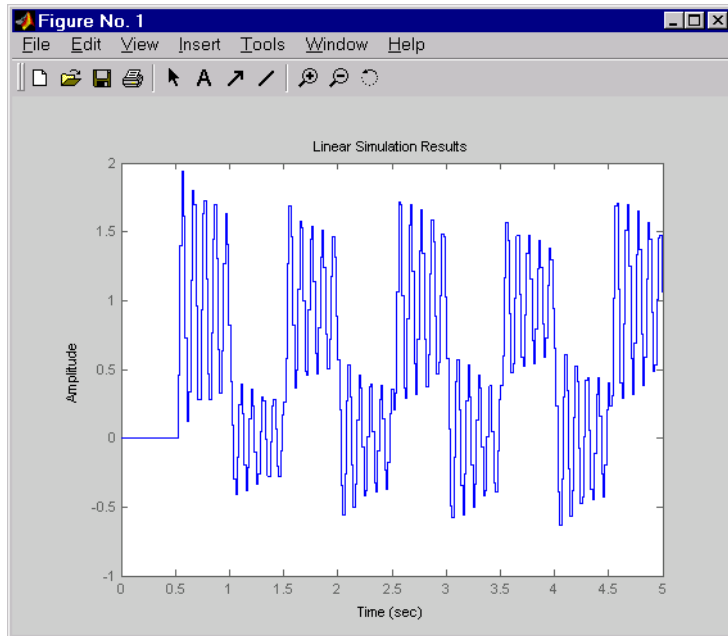 Figure No. 1
File Edit View Insert Tools Window Help
A
Linear Simulation Results
2
1.5
1
0.5
0
-0.5
-1
Amplitude
0 0.5 1 1.5 2 2.5 3 3.5 4 4.5 5
Time (sec)